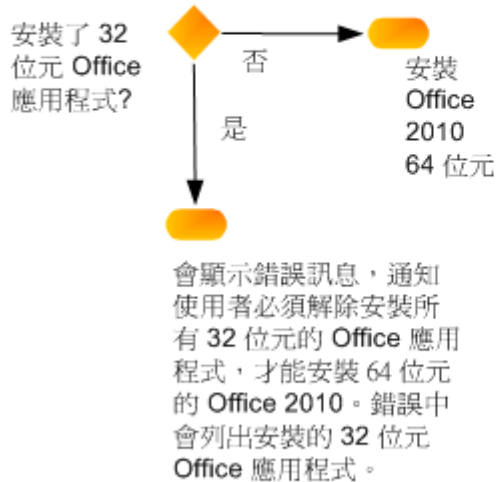 安裝了 32
位元 Office
應用程式?
否
安裝
Office
2010
64 位元
是
會顯示錯誤訊息，通知
使用者必須解除安裝所
有 32 位元的 Office 應用
程式，才能安裝 64 位元
的 Office 2010。錯誤中
會列出安裝的 32 位元
Office 應用程式。